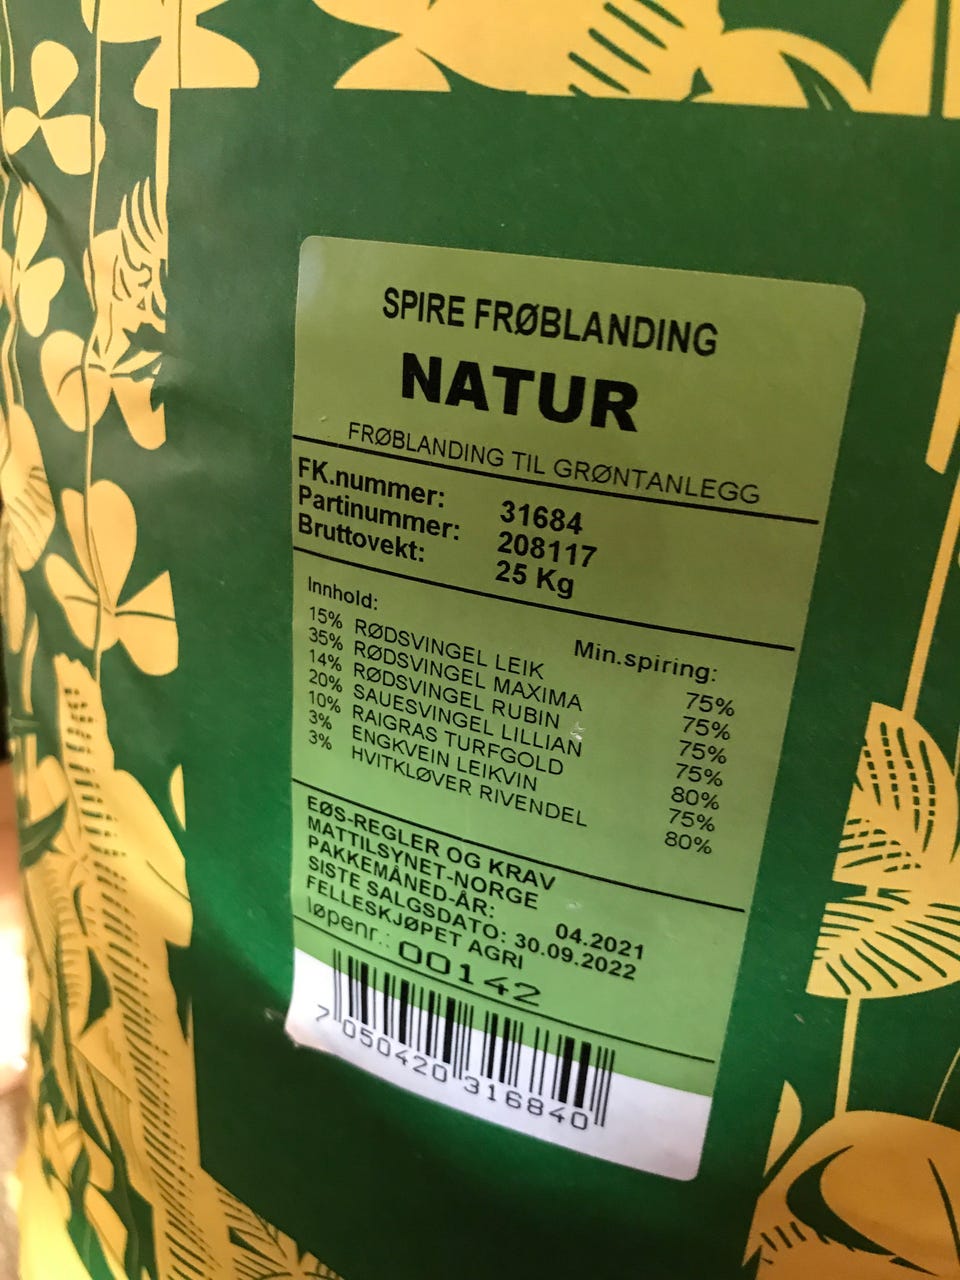 SPIRE FRØBLANDING
NATUR
FRØBLANDING TIL GRØNTANLEGG
FK.nummer: 31684
Partinummer: 208117
Bruttovekt: 25 Kg
Innhold: Min.spiring:
15% RØDSVINGEL LEIK 75%
35% RØDSVINGEL MAXIMA 75%
14% RØDSVINGEL RUBIN 75%
20% SAUESVINGEL LILLIAN 75%
10% RAIGRAS TURFGOLD 80%
3% ENGKVEIN LEIKVIN 75%
3% HVITKLØVER RIVENDEL 80%
EØS-REGLER OG KRAV
MATTILSYNET-NORGE
PAKKEMÅNED-ÅR: 04.2021
SISTE SALGSDATO: 30.09.2022
FELLESKJØPET AGRI
løpenr.: 00142
7 050420 316840